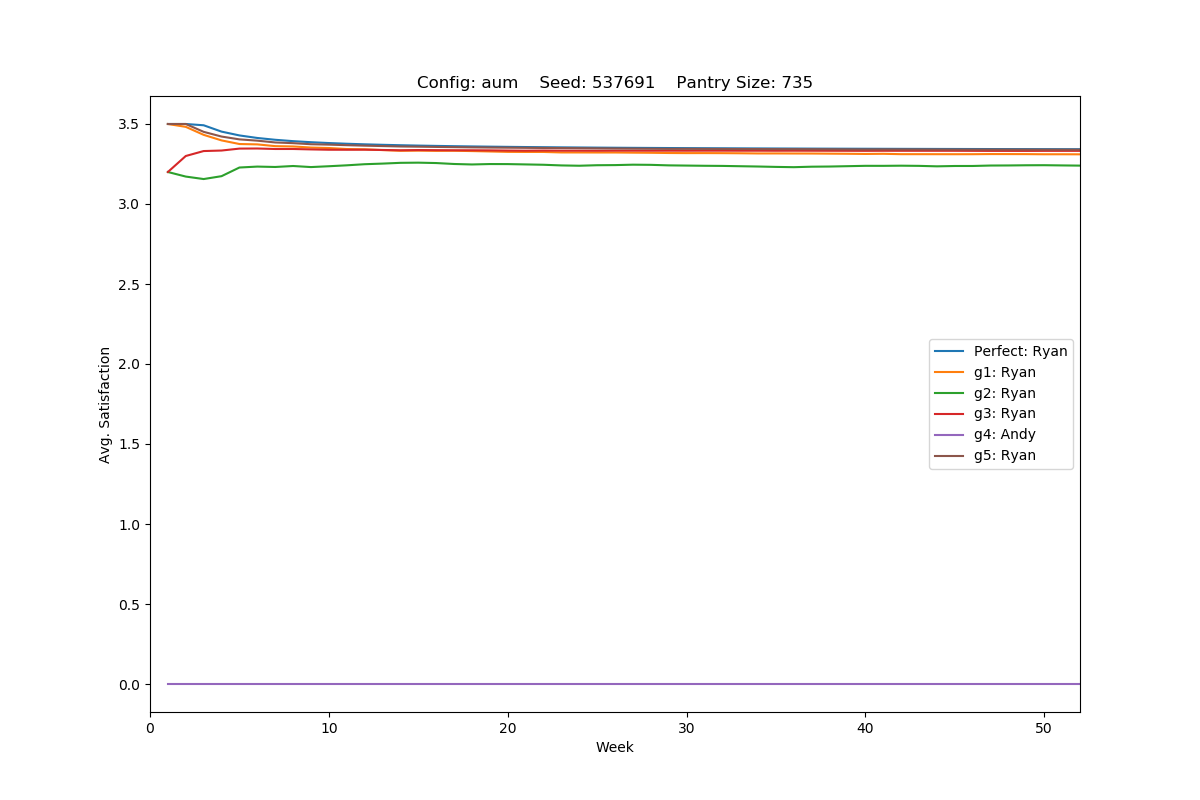 Config: aum    Seed: 537691    Pantry Size: 735
3.5
3.0
2.5
2.0
1.5
1.0
0.5
0.0
Avg. Satisfaction
Perfect: Ryan
g1: Ryan
g2: Ryan
g3: Ryan
g4: Andy
g5: Ryan
0 10 20 30 40 50
Week